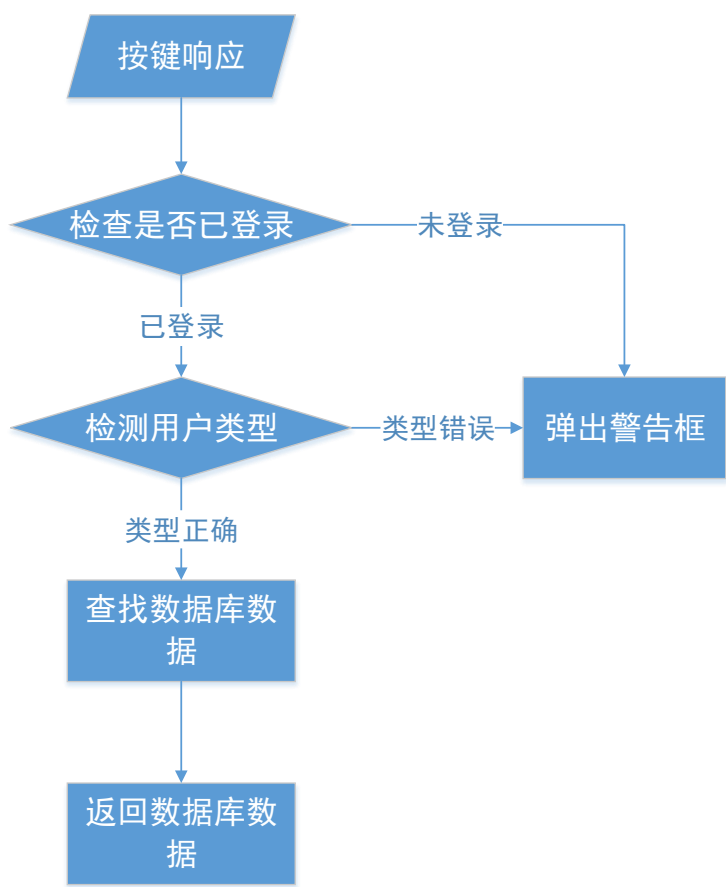 按键响应
检查是否已登录
未登录
已登录
检测用户类型
类型错误
弹出警告框
类型正确
查找数据库数
据
返回数据库数
据